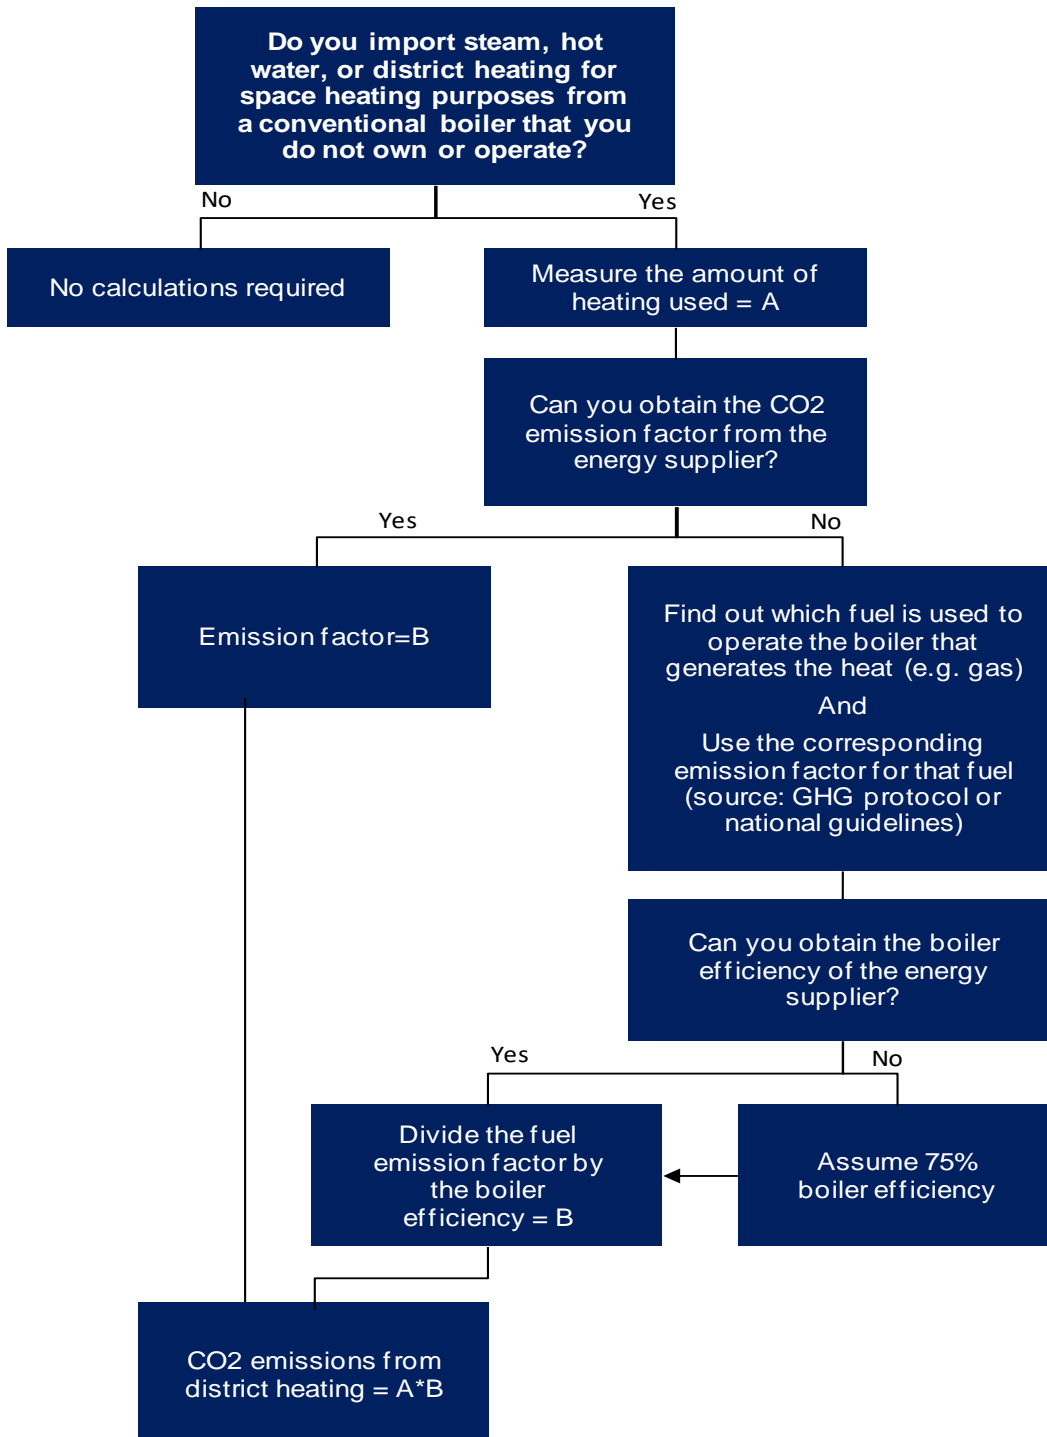 Do you import steam, hot
water, or district heating for
space heating purposes from
a conventional boiler that you
do not own or operate?
No
Yes
No calculations required
Measure the amount of
heating used = A
Can you obtain the CO2
emission factor from the
energy supplier?
Yes
No
Emission factor=B
Find out which fuel is used to
operate the boiler that
generates the heat (e.g. gas)
And
Use the corresponding
emission factor for that fuel
(source: GHG protocol or
national guidelines)
Can you obtain the boiler
efficiency of the energy
supplier?
Yes
No
Divide the fuel
emission factor by
the boiler
efficiency = B
Assume 75%
boiler efficiency
CO2 emissions from
district heating = A*B